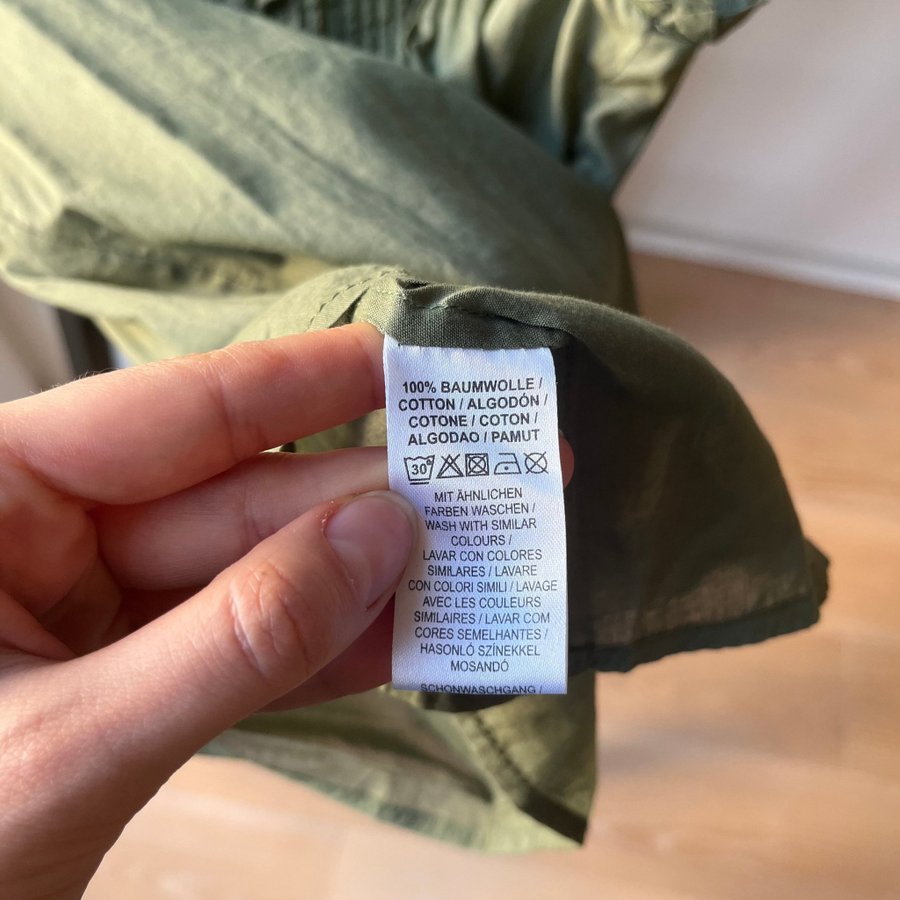 100% BAUMWOLLE /
COTTON / ALGODÓN /
COTONE / COTON /
ALGODAO / PAMUT
30°
MIT ÄHNLICHEN
FARBEN WASCHEN /
WASH WITH SIMILAR
COLOURS /
LAVAR CON COLORES
SIMILARES / LAVARE
CON COLORI SIMILI / LAVAGE
AVEC LES COULEURS
SIMILAIRES / LAVAR COM
CORES SEMELHANTES /
HASONLÓ SZÍNEKKEL
MOSANDÓ
SCHONWASCHGANG /